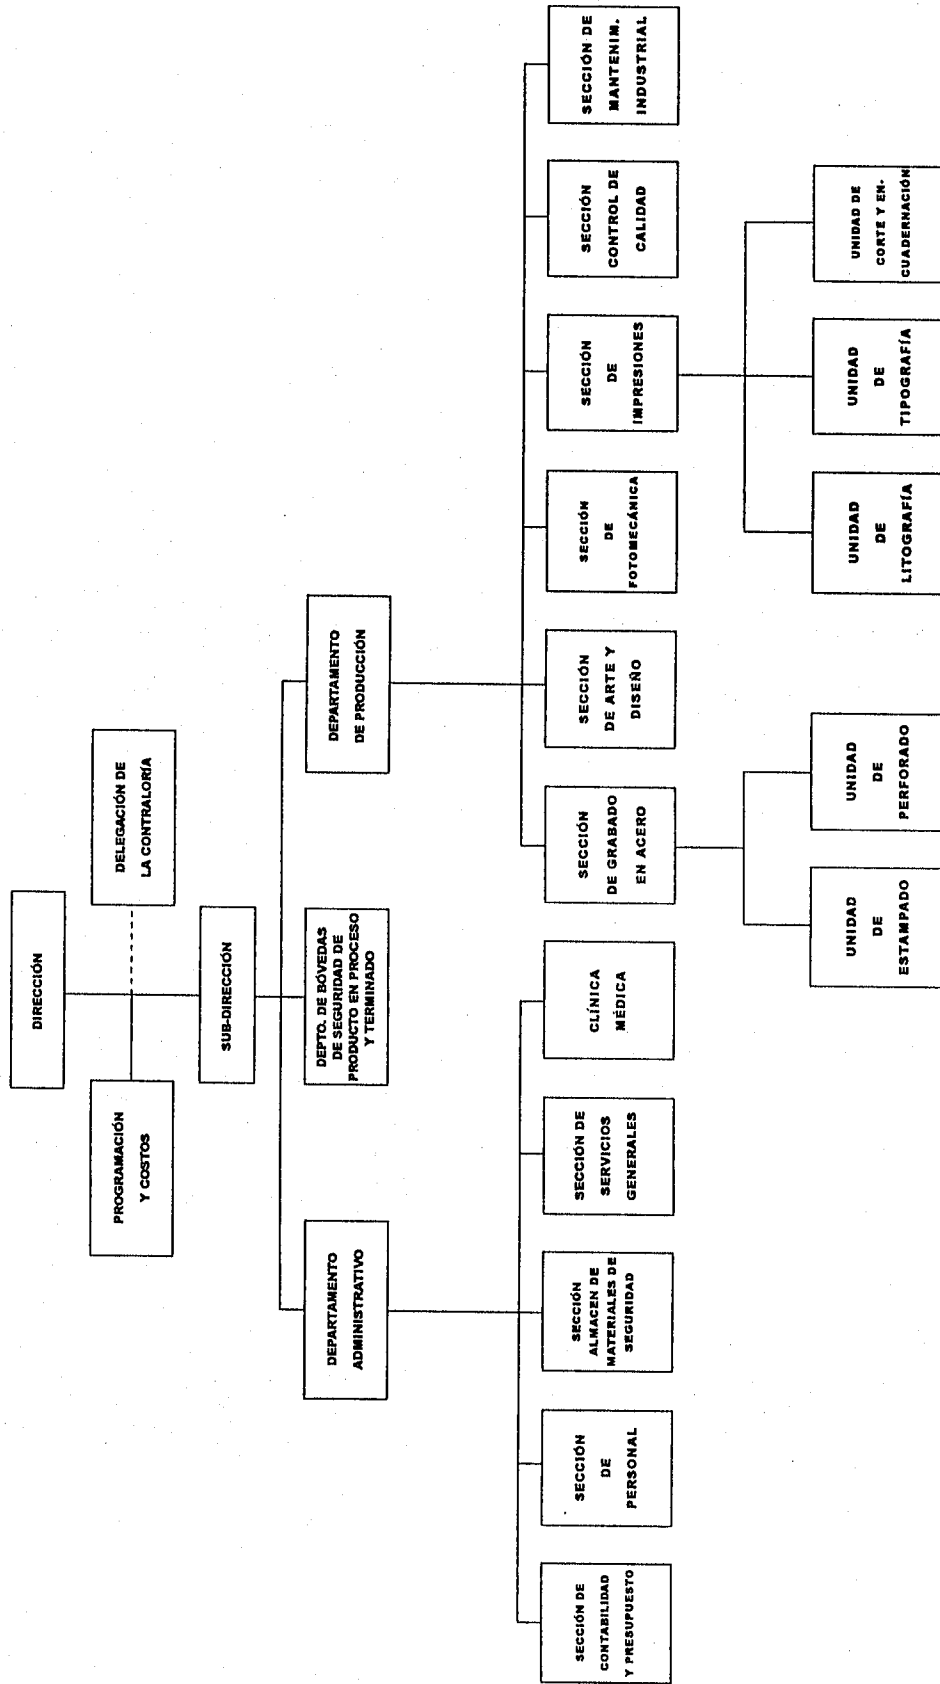 DIRECCIÓN
PROGRAMACIÓN
Y COSTOS
DELEGACIÓN DE
LA CONTRALORÍA
SUB-DIRECCIÓN
DEPARTAMENTO
ADMINISTRATIVO
DEPTO. DE BÓVEDAS
DE SEGURIDAD DE
PRODUCTO EN PROCESO
Y TERMINADO
DEPARTAMENTO
DE PRODUCCIÓN
SECCIÓN DE
CONTABILIDAD
Y PRESUPUESTO
SECCIÓN
DE
PERSONAL
SECCIÓN
ALMACEN DE
MATERIALES DE
SEGURIDAD
SECCIÓN DE
SERVICIOS
GENERALES
CLÍNICA
MÉDICA
SECCIÓN
DE GRABADO
EN ACERO
SECCIÓN
DE ARTE Y
DISEÑO
SECCIÓN
DE
FOTOMECÁNICA
SECCIÓN
DE
IMPRESIONES
SECCIÓN
CONTROL DE
CALIDAD
SECCIÓN DE
MANTENIM.
INDUSTRIAL
UNIDAD
DE
ESTAMPADO
UNIDAD
DE
PERFORADO
UNIDAD
DE
LITOGRAFÍA
UNIDAD
DE
TIPOGRAFÍA
UNIDAD DE
CORTE Y EN-
CUADERNACIÓN